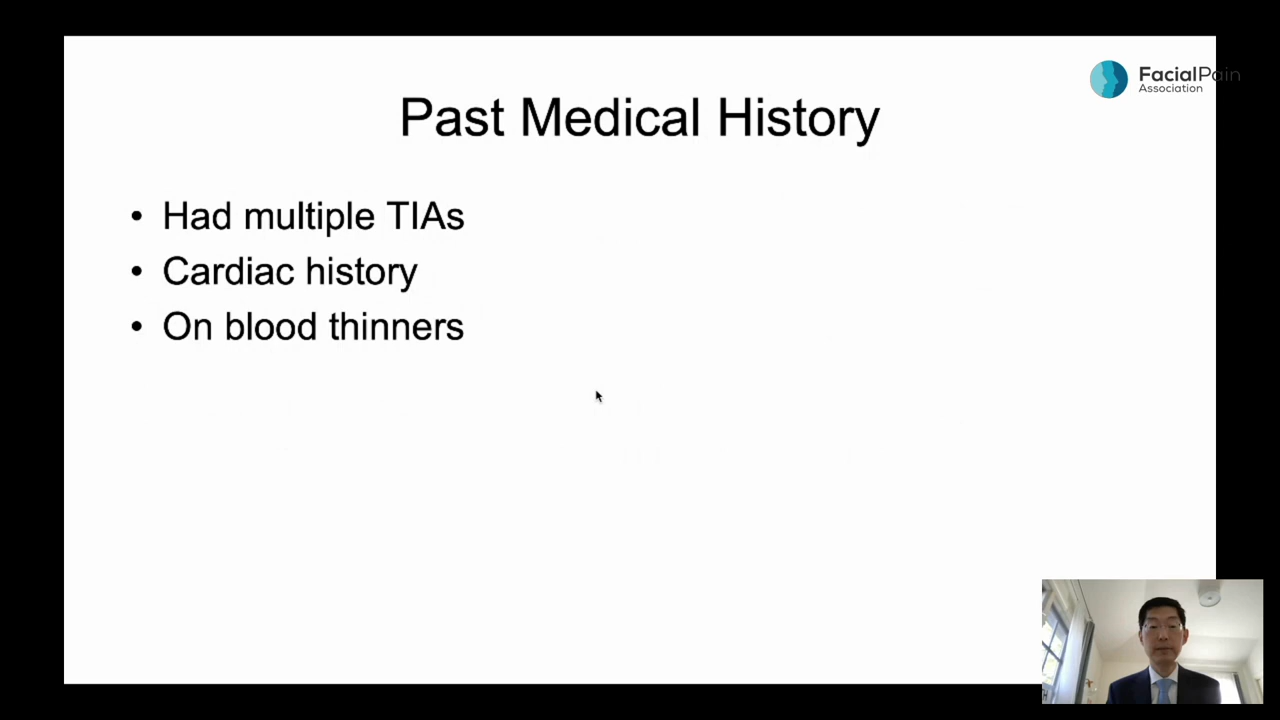 FacialPain
Association
Past Medical History
• Had multiple TIAs
• Cardiac history
• On blood thinners